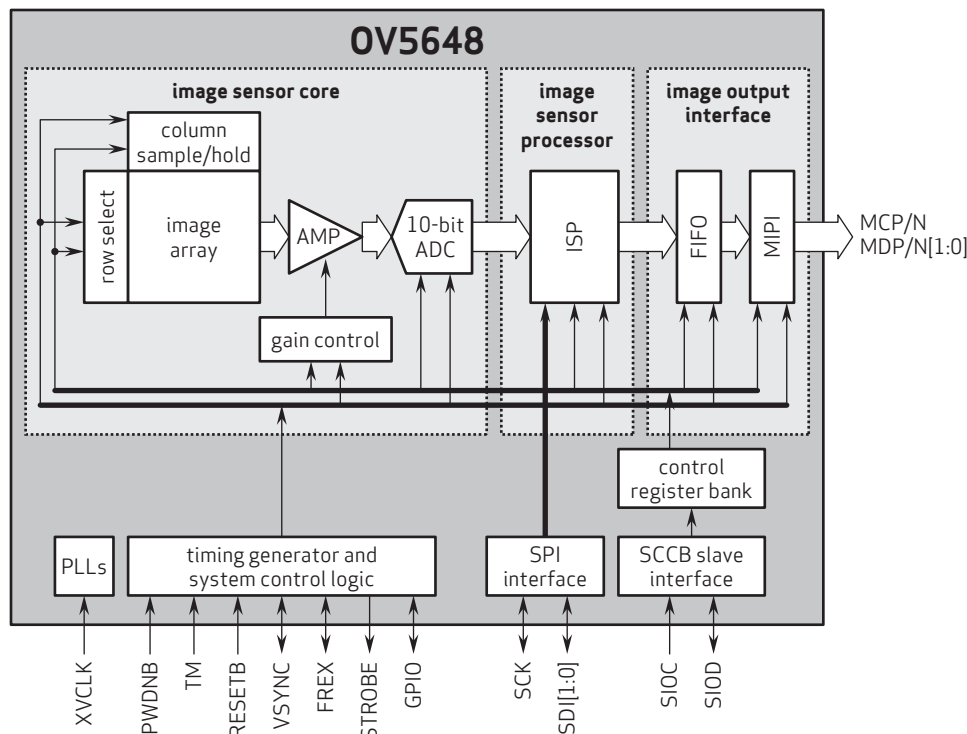 OV5648
image sensor core
image
sensor
processor
image output
interface
column
sample/hold
row select
image
array
AMP
10-bit
ADC
ISP
FIFO
MIPI
MCP/N
MDP/N[1:0]
gain control
control
register bank
PLLs
timing generator and
system control logic
SPI
interface
SCCB slave
interface
XVCLK
PWDNB
TM
RESETB
VSYNC
FREX
STROBE
GPIO
SCK
SDI[1:0]
SIOC
SIOD